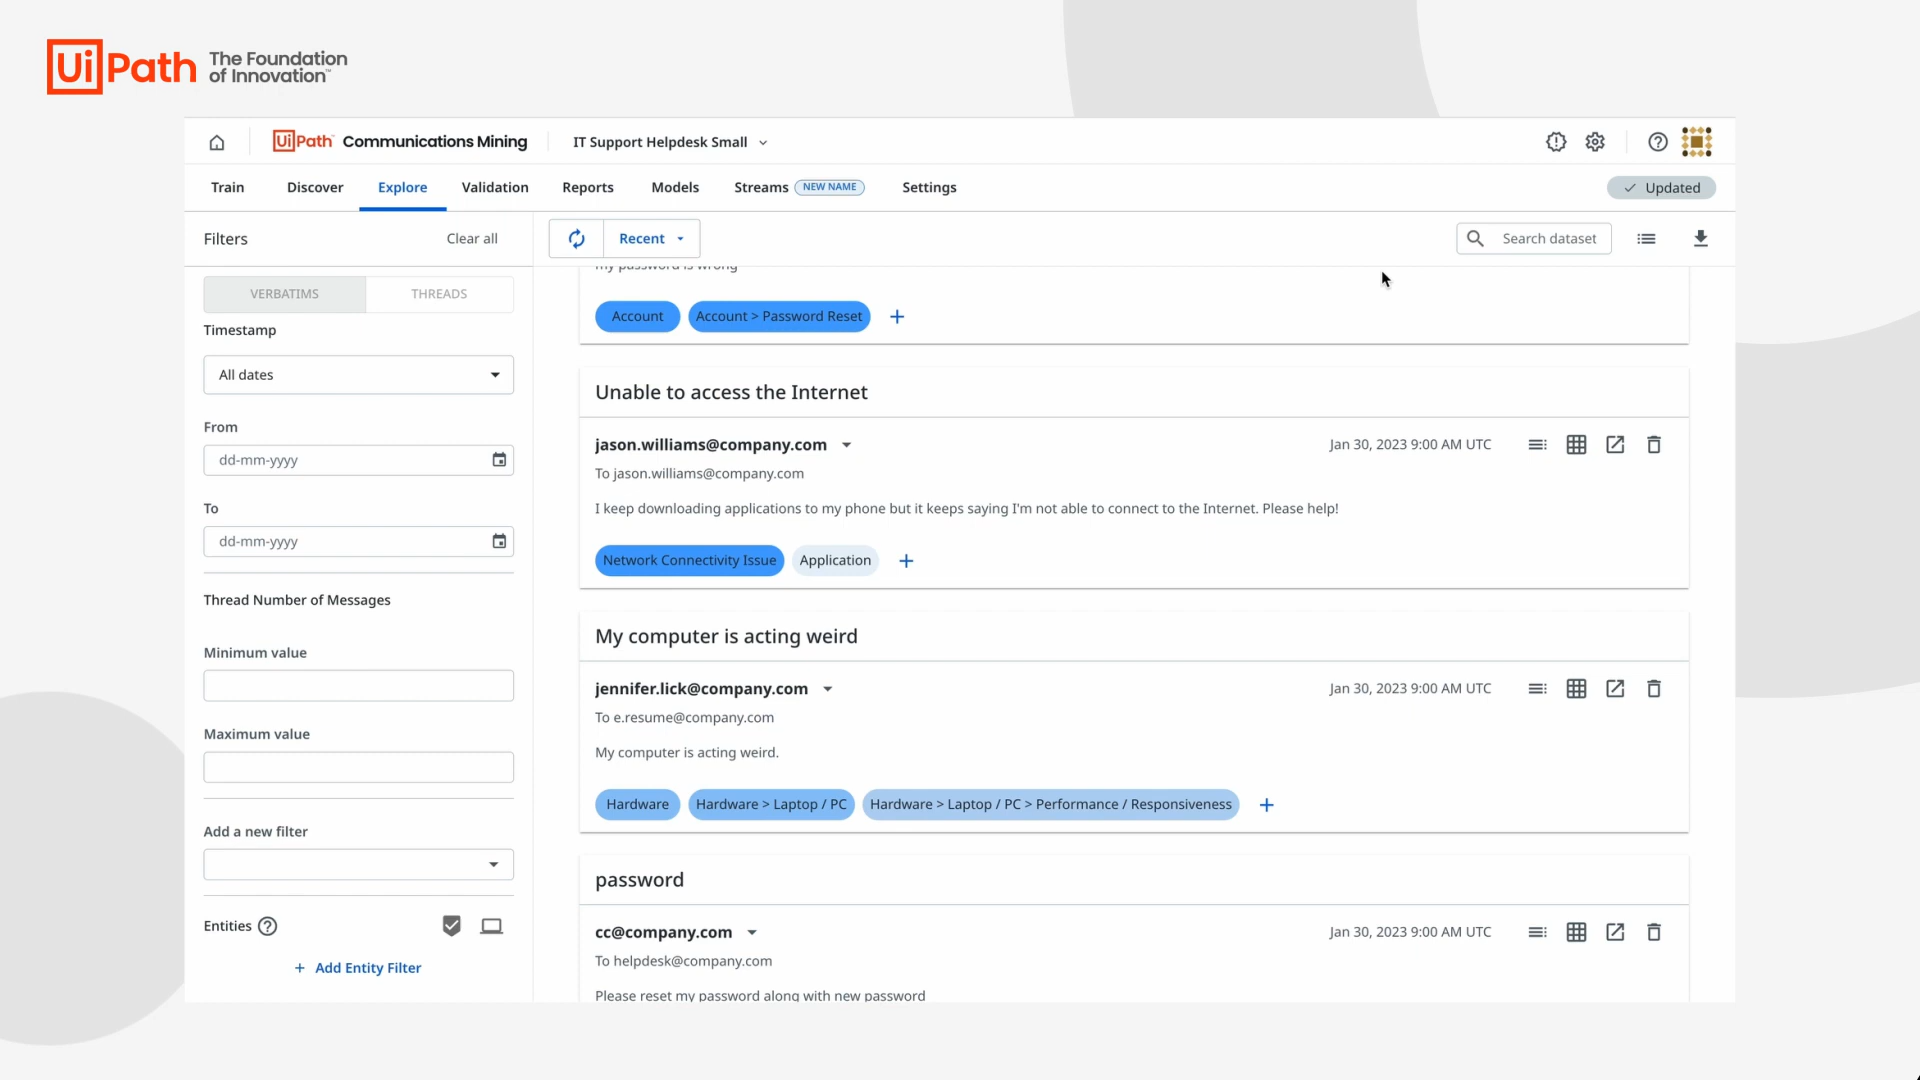 UiPath The Foundation of Innovation™
UiPath™ Communications Mining IT Support Helpdesk Small
Train Discover Explore Validation Reports Models Streams NEW NAME Settings Updated
Filters Clear all Recent Search dataset
my password is wrong
VERBATIMS THREADS
Account Account > Password Reset +
Timestamp
All dates
Unable to access the Internet
From
jason.williams@company.com Jan 30, 2023 9:00 AM UTC
dd-mm-yyyy
To jason.williams@company.com
To
I keep downloading applications to my phone but it keeps saying I'm not able to connect to the Internet. Please help!
dd-mm-yyyy
Network Connectivity Issue Application +
Thread Number of Messages
My computer is acting weird
Minimum value
jennifer.lick@company.com Jan 30, 2023 9:00 AM UTC
To e.resume@company.com
Maximum value
My computer is acting weird.
Hardware Hardware > Laptop / PC Hardware > Laptop / PC > Performance / Responsiveness +
Add a new filter
password
Entities
cc@company.com Jan 30, 2023 9:00 AM UTC
To helpdesk@company.com
+ Add Entity Filter
Please reset my password along with new password